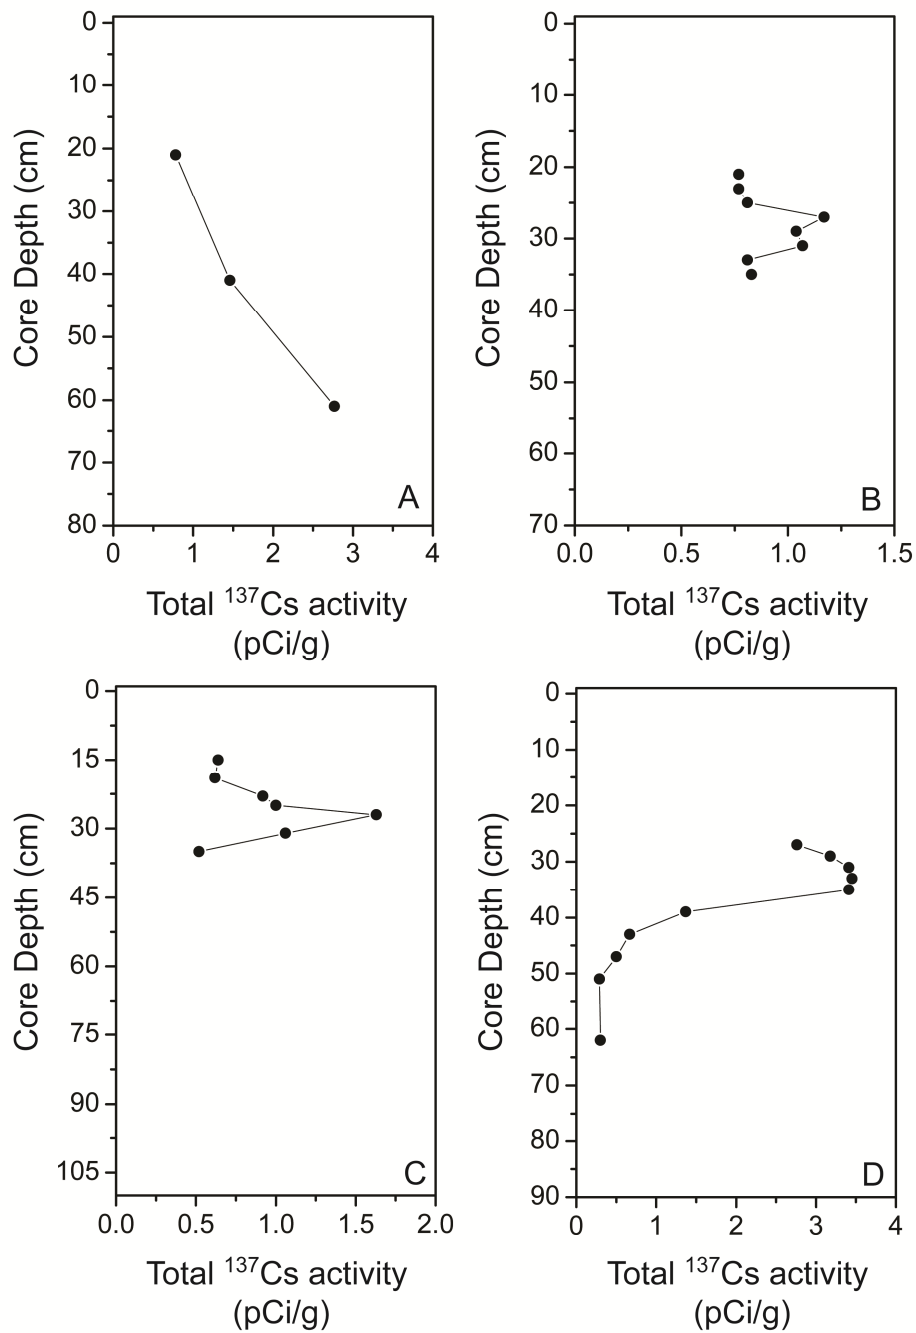 0
10
20
30
40
50
60
70
80
Core Depth (cm)
A
0 1 2 3 4
Total ¹³⁷Cs activity
(pCi/g)
0
10
20
30
40
50
60
70
Core Depth (cm)
B
0.0 0.5 1.0 1.5
Total ¹³⁷Cs activity
(pCi/g)
0
15
30
45
60
75
90
105
Core Depth (cm)
C
0.0 0.5 1.0 1.5 2.0
Total ¹³⁷Cs activity
(pCi/g)
0
10
20
30
40
50
60
70
80
90
Core Depth (cm)
D
0 1 2 3 4
Total ¹³⁷Cs activity
(pCi/g)